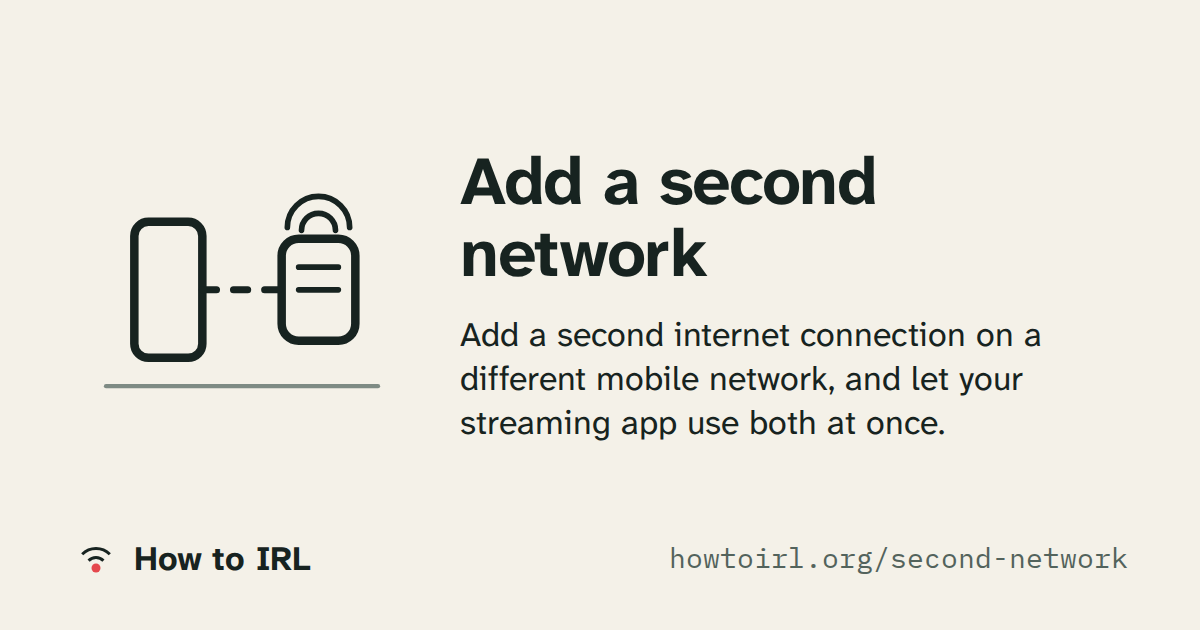 Add a second
network
Add a second internet connection on a
different mobile network, and let your
streaming app use both at once.
How to IRL
howtoirl.org/second-network